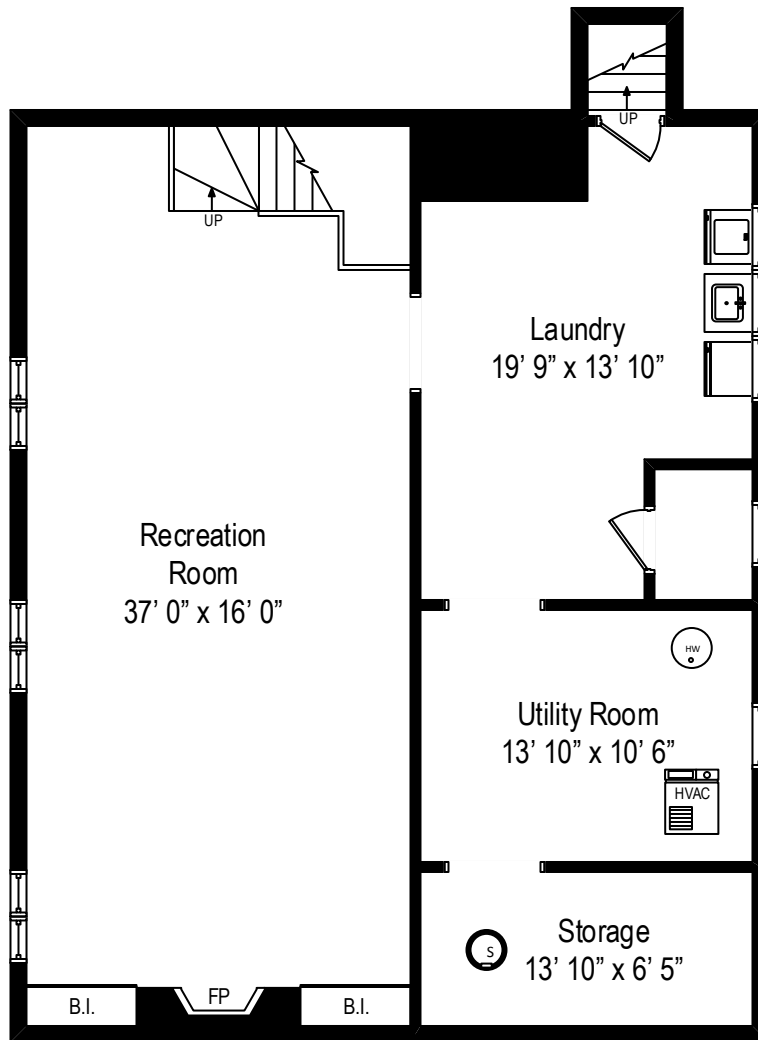 UP
UP
Laundry
19’ 9” x 13’ 10”
Recreation
Room
37’ 0” x 16’ 0”
HW
Utility Room
13’ 10” x 10’ 6”
HVAC
Storage
13’ 10” x 6’ 5”
S
B.I.
FP
B.I.